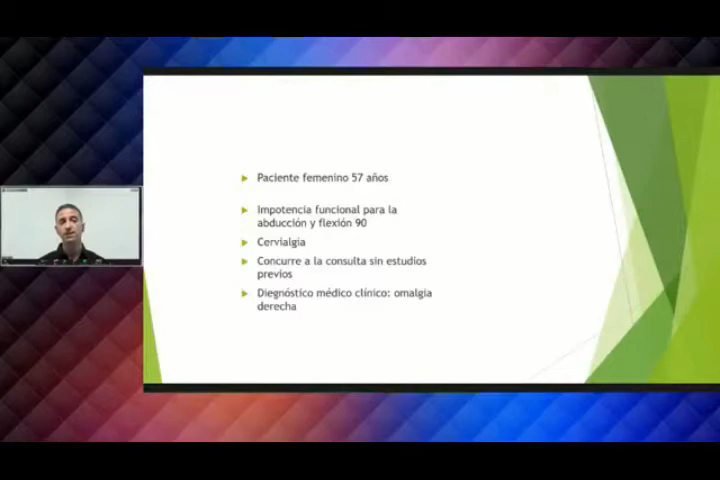 Paciente femenino 57 años
Impotencia funcional para la
abducción y flexión 90
Cervialgia
Concurre a la consulta sin estudios
previos
Diegnóstico médico clínico: omalgia
derecha